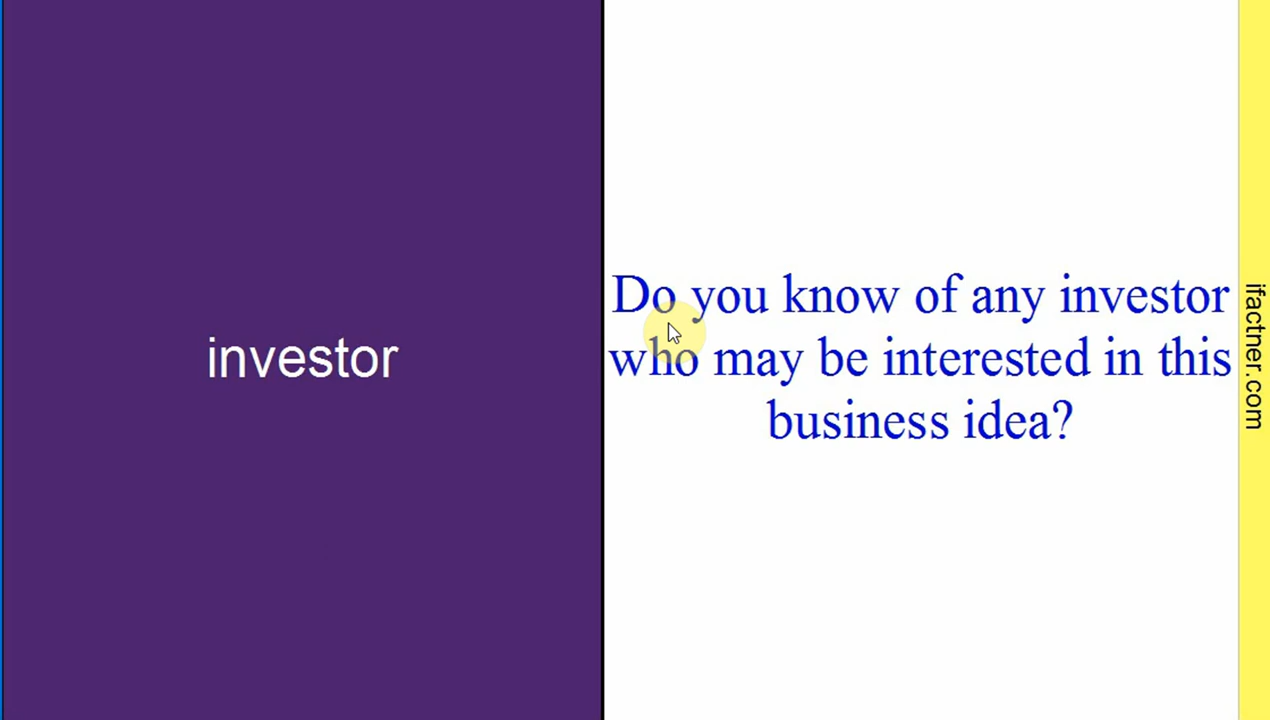 investor
Do you know of any investor
who may be interested in this
business idea?
ifactner.com